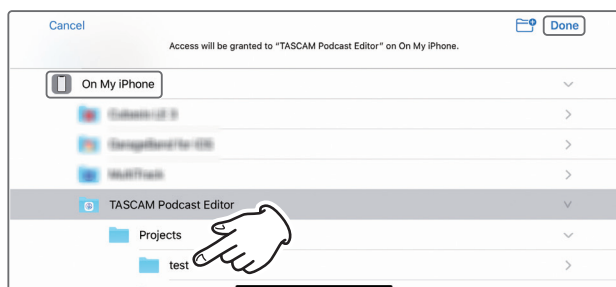 Cancel
Done
Access will be granted to “TASCAM Podcast Editor” on On My iPhone.
On My iPhone
TASCAM Podcast Editor
Projects
test